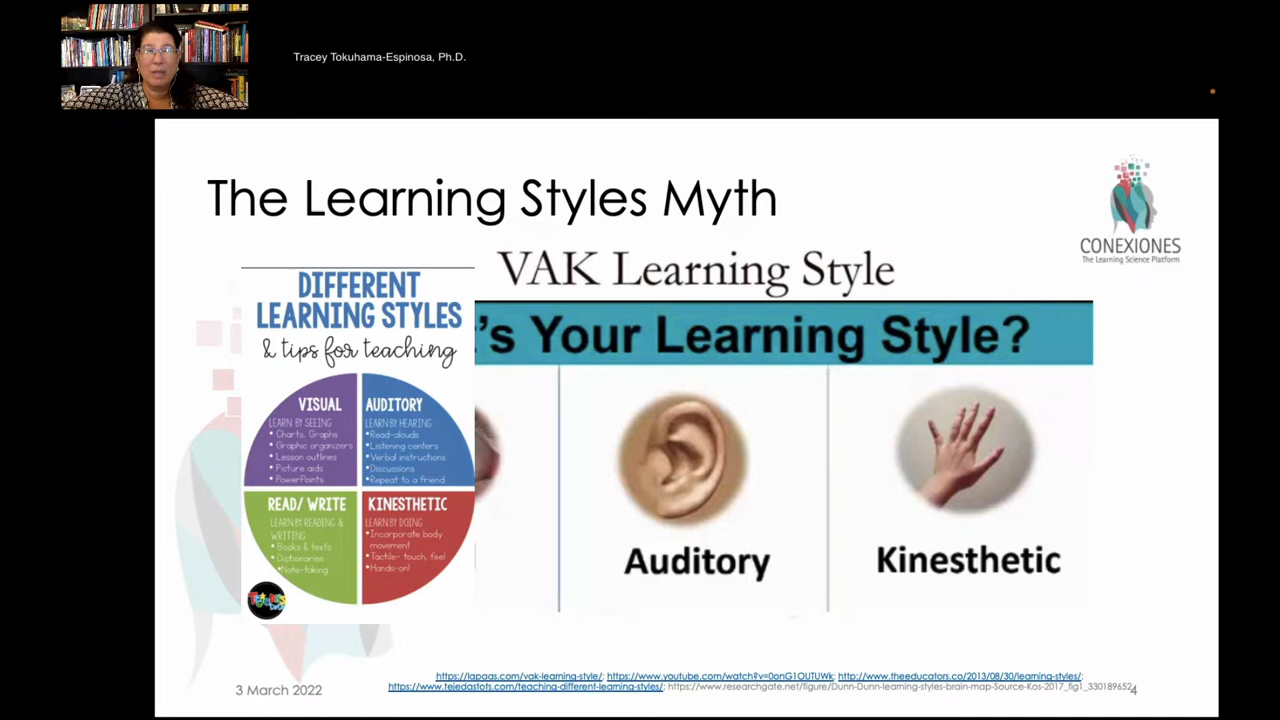 Tracey Tokuhama-Espinosa, Ph.D.
The Learning Styles Myth
CONEXIONES
The Learning Science Platform
VAK Learning Style
's Your Learning Style?
DIFFERENT
LEARNING STYLES
& tips for teaching
VISUAL
LEARN BY SEEING
• Charts, Graphs
• Graphic organizers
• Lesson outlines
• Picture aids
• PowerPoints
AUDITORY
LEARN BY HEARING
• Read-alouds
• Listening centers
• Verbal instructions
• Discussions
• Repeat to a friend
READ/ WRITE
LEARN BY READING &
WRITING
• Books & texts
• Dictionaries
• Note-taking
KINESTHETIC
LEARN BY DOING
• Incorporate body
movement
• Tactile- touch, feel
• Hands-on!
Auditory
Kinesthetic
https://lapaas.com/vak-learning-style/; https://www.youtube.com/watch?v=0onG1OUTUWk; http://www.theeducators.co/2013/08/30/learning-styles/;
https://www.tejedastots.com/teaching-different-learning-styles/; https://www.researchgate.net/figure/Dunn-Dunn-learning-styles-brain-map-Source-Kos-2017_fig1_330189652
3 March 2022
4